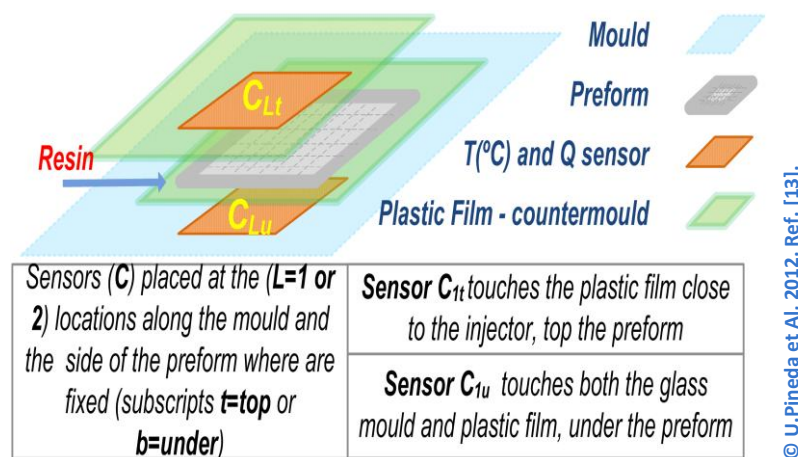 Mould
C_Lt
Preform
Resin
T(ºC) and Q sensor
C_Lu
Plastic Film - countermould
Sensors (C) placed at the (L=1 or
2) locations along the mould and
the side of the preform where are
fixed (subscripts t=top or
b=under)
Sensor C_1t touches the plastic film close
to the injector, top the preform
Sensor C_1u touches both the glass
mould and plastic film, under the preform
© U.Pineda et Al. 2012. Ref. [13].